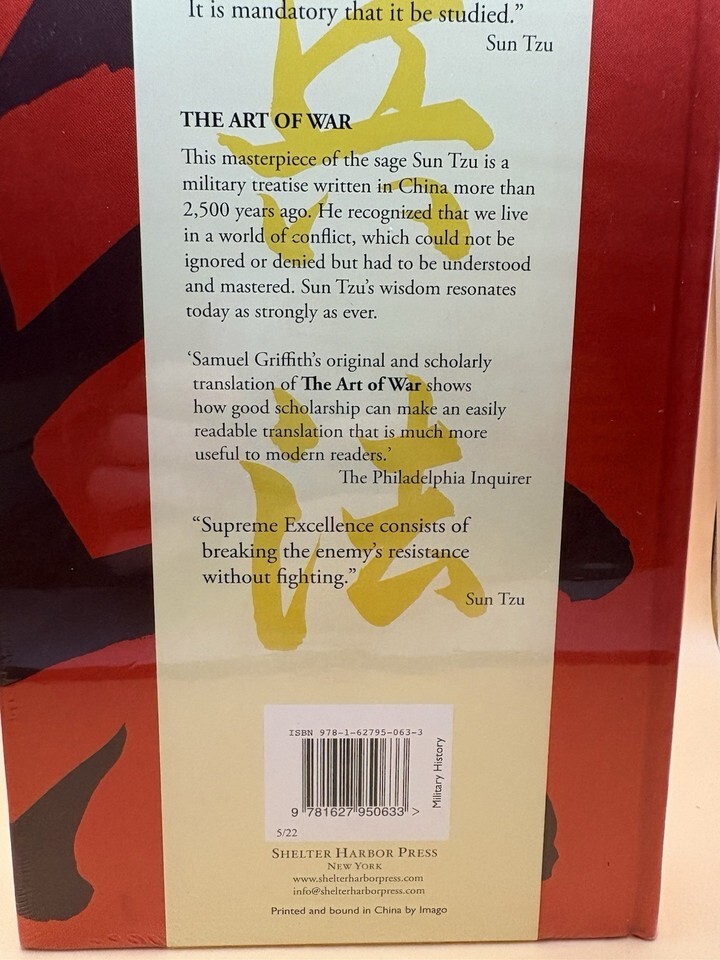 It is mandatory that it be studied.”
Sun Tzu
THE ART OF WAR
This masterpiece of the sage Sun Tzu is a
military treatise written in China more than
2,500 years ago. He recognized that we live
in a world of conflict, which could not be
ignored or denied but had to be understood
and mastered. Sun Tzu’s wisdom resonates
today as strongly as ever.
‘Samuel Griffith’s original and scholarly
translation of The Art of War shows
how good scholarship can make an easily
readable translation that is much more
useful to modern readers.’
The Philadelphia Inquirer
“Supreme Excellence consists of
breaking the enemy’s resistance
without fighting.”
Sun Tzu
兵
法
ISBN 978-1-62795-063-3
9 781627 950633 >
Military History
5/22
SHELTER HARBOR PRESS
NEW YORK
www.shelterharborpress.com
info@shelterharborpress.com
Printed and bound in China by Imago